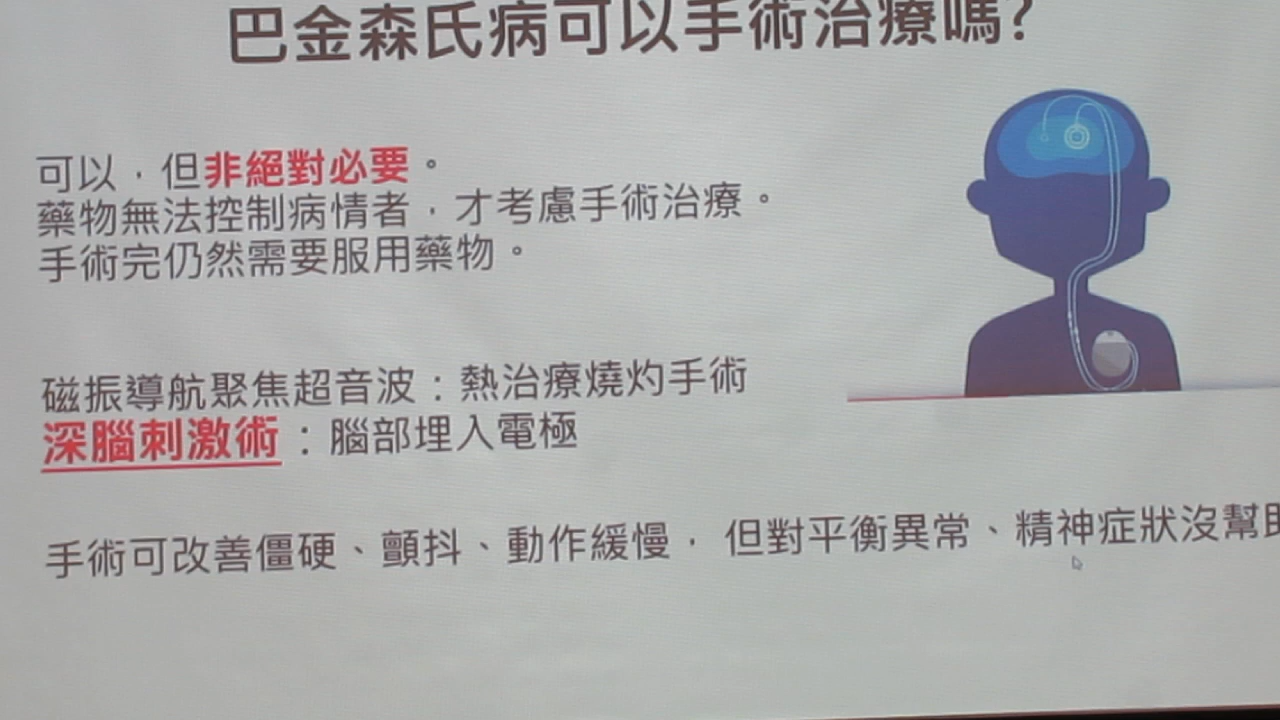 巴金森氏病可以手術治療嗎?
可以，但非絕對必要。
藥物無法控制病情者，才考慮手術治療。
手術完仍然需要服用藥物。
磁振導航聚焦超音波：熱治療燒灼手術
深腦刺激術：腦部埋入電極
手術可改善僵硬、顫抖、動作緩慢，但對平衡異常、精神症狀沒幫